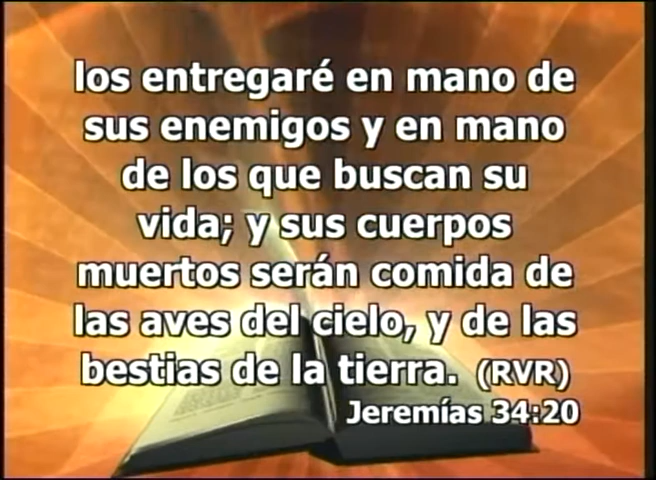 los entregaré en mano de
sus enemigos y en mano
de los que buscan su
vida; y sus cuerpos
muertos serán comida de
las aves del cielo, y de las
bestias de la tierra. (RVR)
Jeremías 34:20